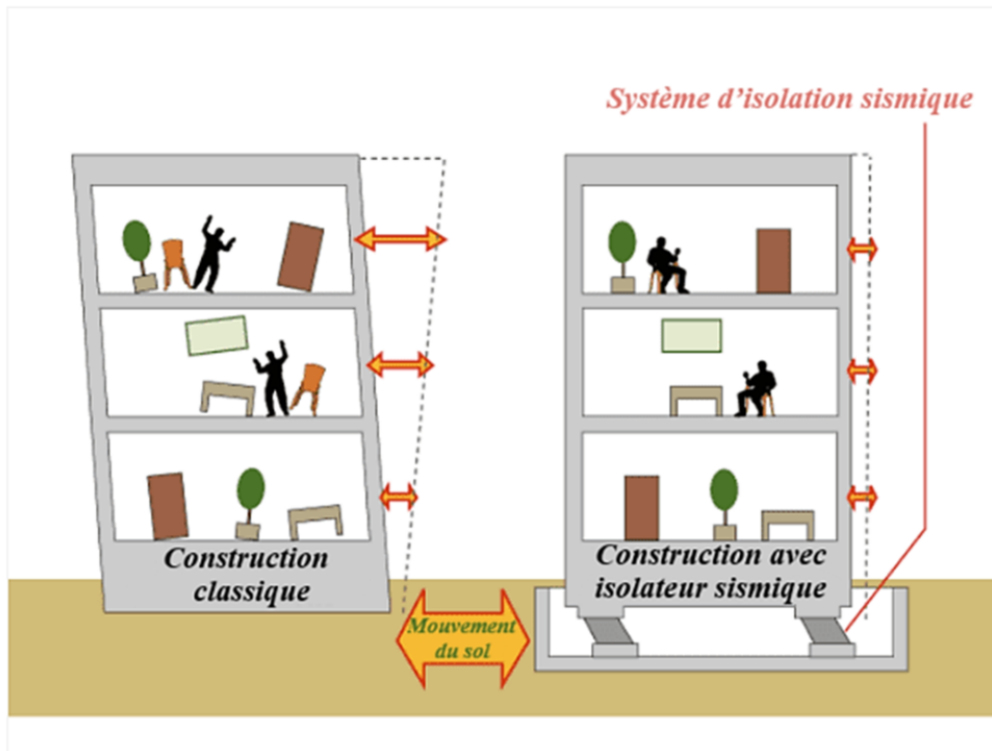 Système d'isolation sismique
Construction
classique
Construction avec
isolateur sismique
Mouvement
du sol